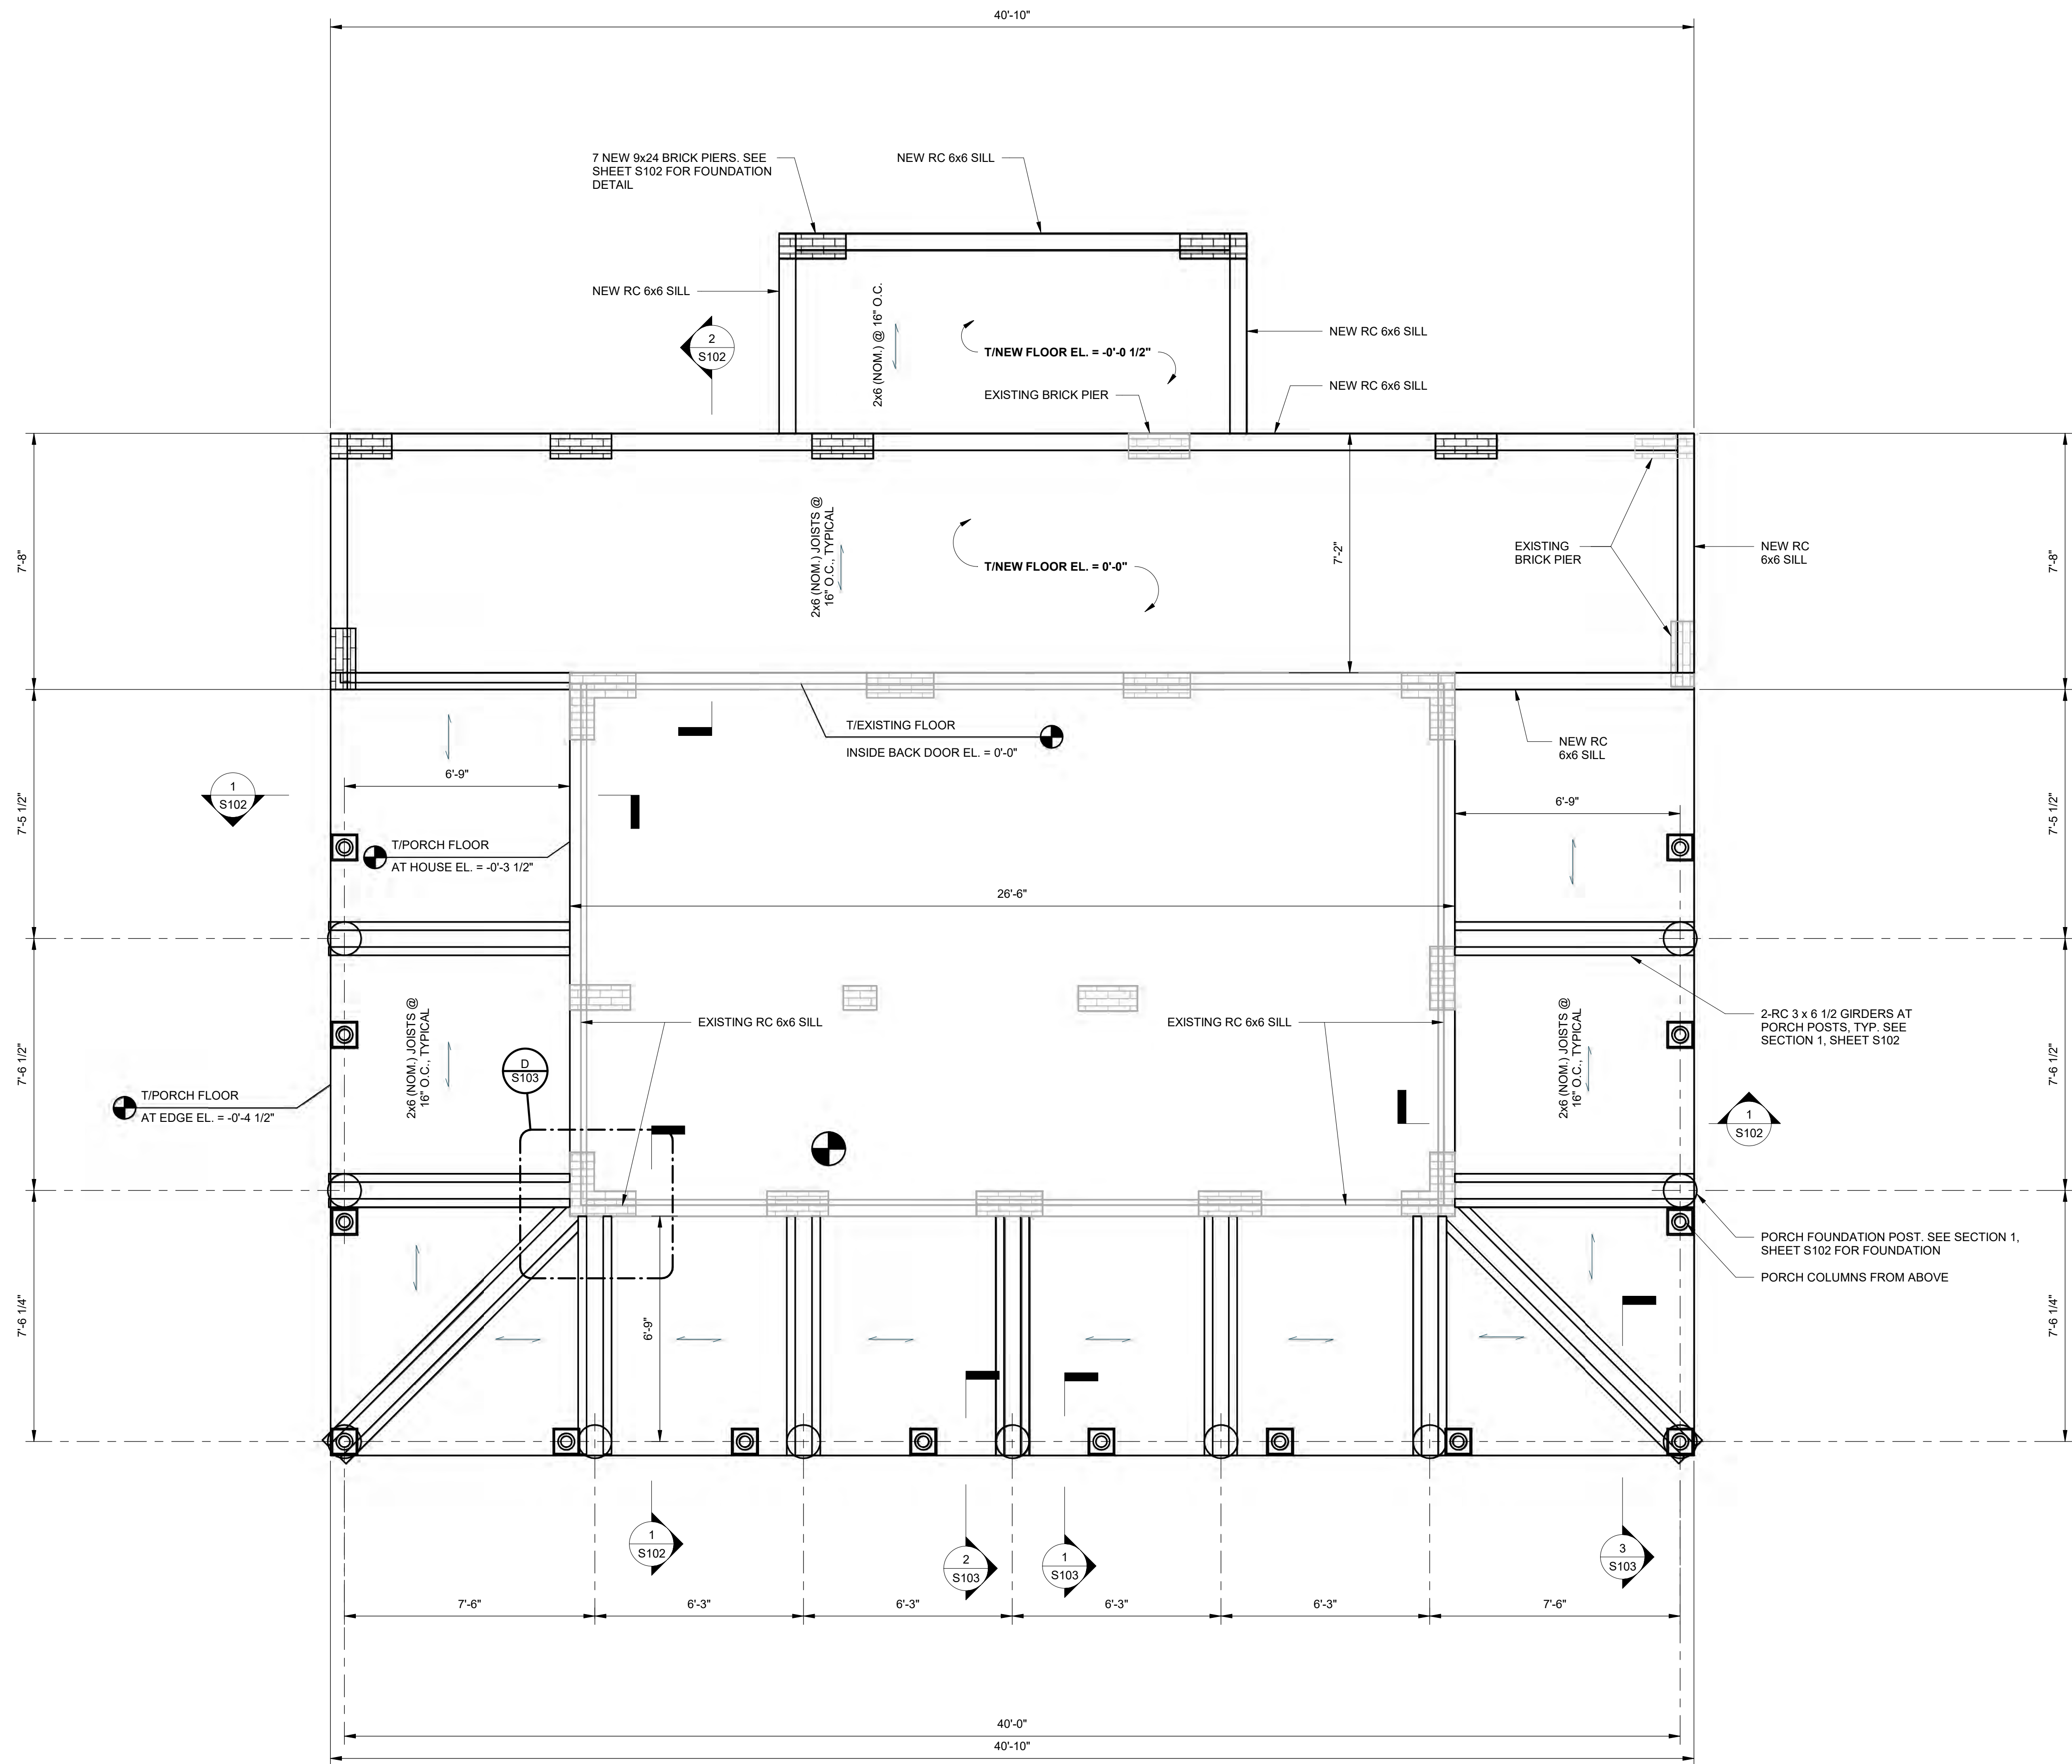 40'-10"
7 NEW 9x24 BRICK PIERS. SEE
SHEET S102 FOR FOUNDATION
DETAIL
NEW RC 6x6 SILL
NEW RC 6x6 SILL
2
S102
2x6 (NOM.) @ 16" O.C.
T/NEW FLOOR EL. = -0'-0 1/2"
NEW RC 6x6 SILL
EXISTING BRICK PIER
NEW RC 6x6 SILL
7'-8"
2x6 (NOM.) JOISTS @
16" O.C., TYPICAL
T/NEW FLOOR EL. = 0'-0"
7'-2"
EXISTING
BRICK PIER
NEW RC
6x6 SILL
7'-8"
T/EXISTING FLOOR
INSIDE BACK DOOR EL. = 0'-0"
NEW RC
6x6 SILL
1
S102
6'-9"
6'-9"
7'-5 1/2"
7'-5 1/2"
T/PORCH FLOOR
AT HOUSE EL. = -0'-3 1/2"
26'-6"
2x6 (NOM.) JOISTS @
16" O.C., TYPICAL
EXISTING RC 6x6 SILL
EXISTING RC 6x6 SILL
2x6 (NOM.) JOISTS @
16" O.C., TYPICAL
2-RC 3 x 6 1/2 GIRDERS AT
PORCH POSTS, TYP. SEE
SECTION 1, SHEET S102
7'-6 1/2"
7'-6 1/2"
D
S103
T/PORCH FLOOR
AT EDGE EL. = -0'-4 1/2"
1
S102
PORCH FOUNDATION POST. SEE SECTION 1,
SHEET S102 FOR FOUNDATION
PORCH COLUMNS FROM ABOVE
7'-6 1/4"
6'-9"
7'-6 1/4"
1
S102
2
S103
1
S103
3
S103
7'-6"
6'-3"
6'-3"
6'-3"
6'-3"
7'-6"
40'-0"
40'-10"